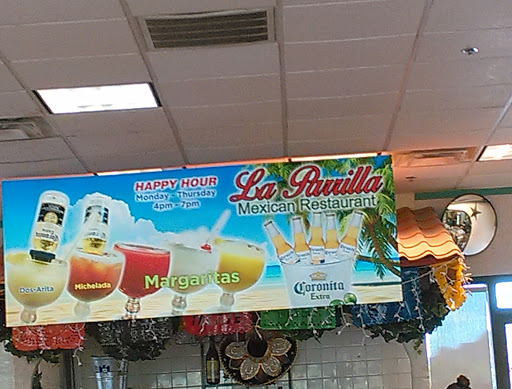 HAPPY HOUR
Monday - Thursday
4pm - 7pm
La Parrilla
Mexican Restaurant
Dos-Arita
Michelada
Margaritas
Coronita
Extra